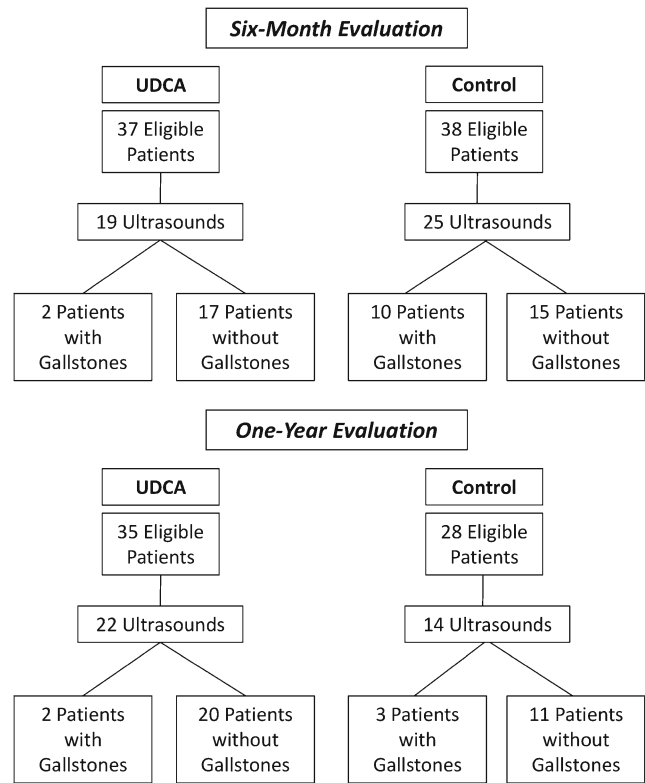 Six-Month Evaluation
UDCA
37 Eligible
Patients
19 Ultrasounds
2 Patients
with
Gallstones
17 Patients
without
Gallstones
Control
38 Eligible
Patients
25 Ultrasounds
10 Patients
with
Gallstones
15 Patients
without
Gallstones
One-Year Evaluation
UDCA
35 Eligible
Patients
22 Ultrasounds
2 Patients
with
Gallstones
20 Patients
without
Gallstones
Control
28 Eligible
Patients
14 Ultrasounds
3 Patients
with
Gallstones
11 Patients
without
Gallstones